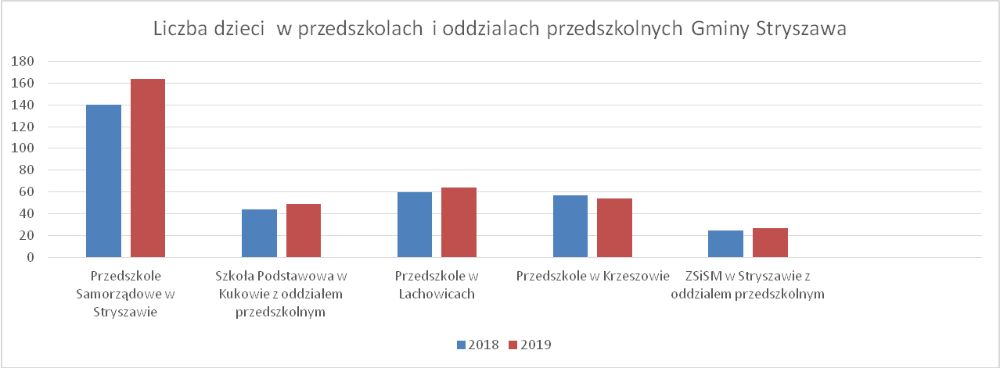 Liczba dzieci w przedszkolach i oddzialach przedszkolnych Gminy Stryszawa
180
160
140
120
100
80
60
40
20
0
Przedszkole
Samorządowe w
Stryszawie
Szkoła Podstawowa w
Kukowie z oddziałem
przedszkolnym
Przedszkole w
Lachowicach
Przedszkole w Krzeszowie
ZSiSM w Stryszawie z
oddziałem przedszkolnym
2018 2019